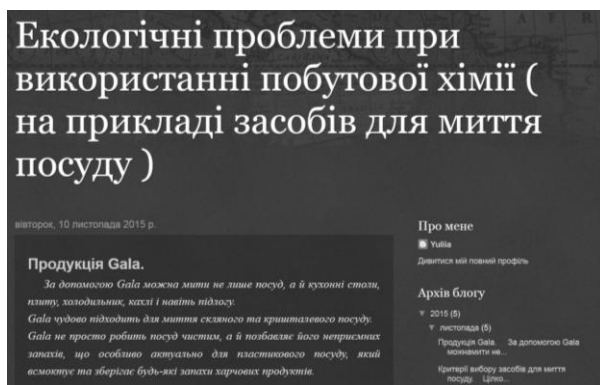 Екологічні проблеми при
використанні побутової хімії (
на прикладі засобів для миття
посуду )
вівторок, 10 листопада 2015 р.
Продукція Gala.
За допомогою Gala можна мити не лише посуд, а й кухонні столи,
плиту, холодильник, кахлі і навіть підлогу.
Gala чудово підходить для миття скляного та кришталевого посуду.
Gala не просто робить посуд чистим, а й позбавляє його неприємних
запахів, що особливо актуально для пластикового посуду, який
всмоктує та зберігає будь-які запахи харчових продуктів.
Про мене
Yuliia
Дивитися мій повний профіль
Архів блогу
▼ 2015 (5)
▼ листопада (5)
Продукція Gala. За допомогою Gala
можнамити не...
Критерії вибору засобів для миття
посуду. Цілко...